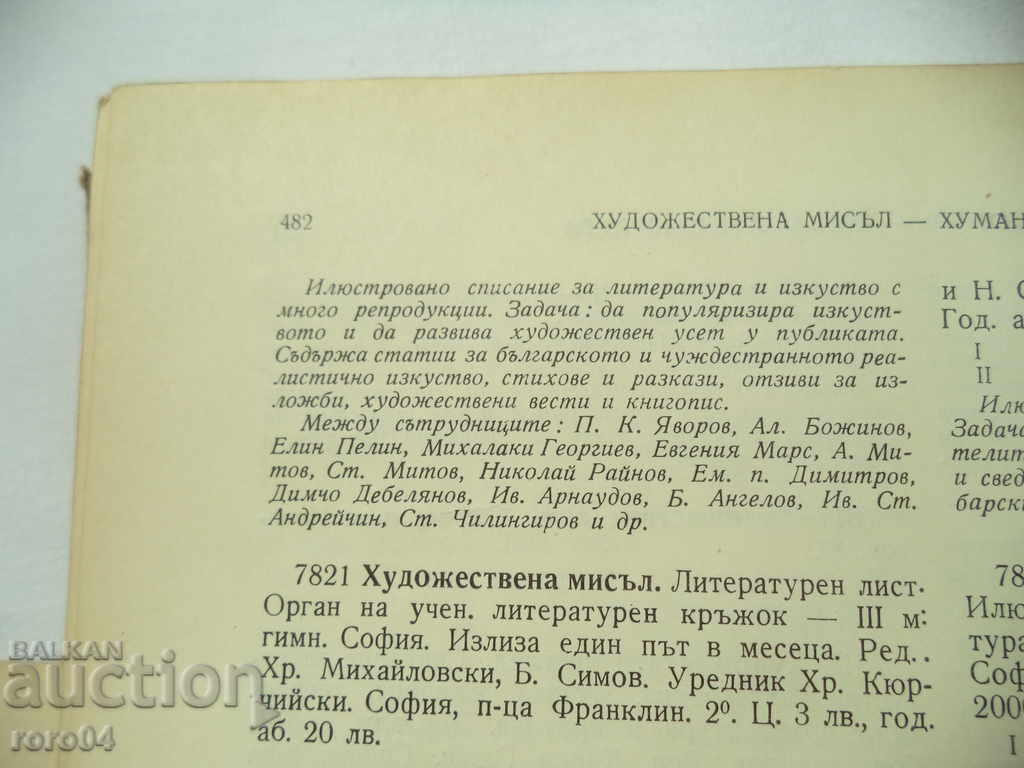 482
ХУДОЖЕСТВЕНА МИСЪЛ — ХУМАН
Илюстровано списание за литература и изкуство с
много репродукции. Задача: да популяризира изкуст-
вото и да развива художествен усет у публиката.
Съдържа статии за българското и чуждестранното реа-
листично изкуство, стихове и разкази, отзиви за из-
ложби, художествени вести и книгопис.
Между сътрудниците: П. К. Яворов, Ал. Божинов,
Елин Пелин, Михалаки Георгиев, Евгения Марс, А. Ми-
тов, Ст. Митов, Николай Райнов, Ем. п. Димитров,
Димчо Дебелянов, Ив. Арнаудов, Б. Ангелов, Ив. Ст.
Андрейчин, Ст. Чилингиров и др.
7821 Художествена мисъл. Литературен лист.
Орган на учен. литературен кръжок — III м.
гимн. София. Излиза един път в месеца. Ред..
Хр. Михайловски, Б. Симов. Уредник Хр. Кюр-
чийски. София, п-ца Франклин. 2°. Ц. 3 лв., год.
аб. 20 лв.
и Н. С
Год. а
I
II
Илю
Задача
телит
и свед
барск
78
Илю
тура
Соф
2000
I
BALKAN
auction
roro04